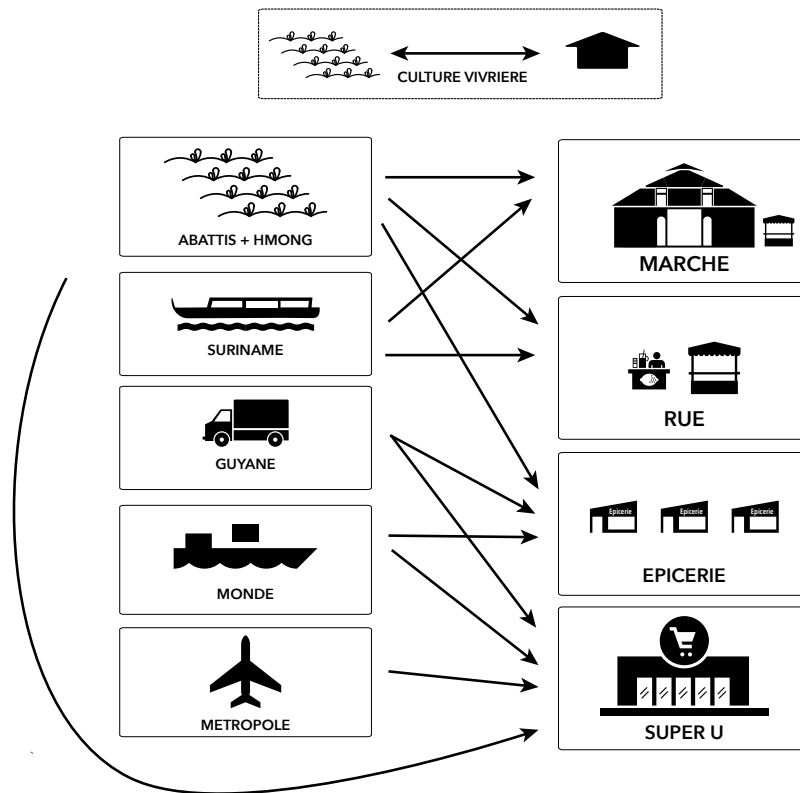 CULTURE VIVRIERE
ABATTIS + HMONG
MARCHE
SURINAME
RUE
GUYANE
Epicerie
Epicerie
Epicerie
EPICERIE
MONDE
METROPOLE
SUPER U